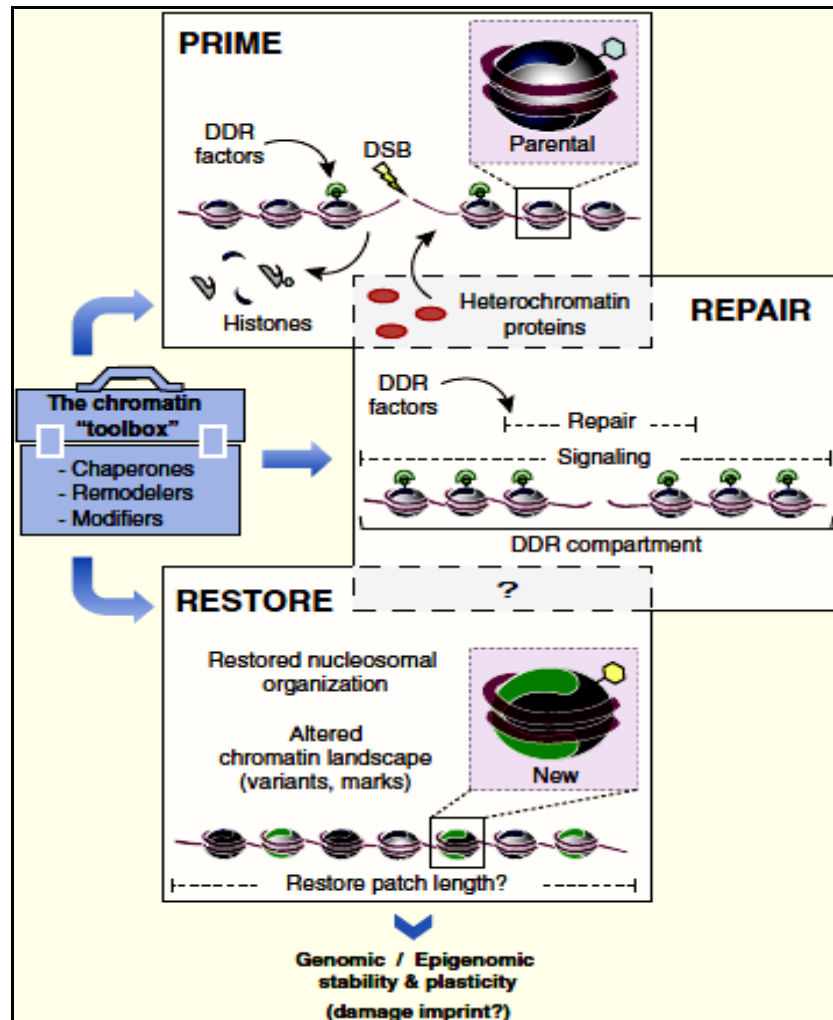 PRIME
DDR
factors
DSB
Parental
Histones
Heterochromatin
proteins
REPAIR
The chromatin
“toolbox”
- Chaperones
- Remodelers
- Modifiers
DDR
factors
Repair
Signaling
DDR compartment
?
RESTORE
Restored nucleosomal
organization
Altered
chromatin landscape
(variants, marks)
New
Restore patch length?
Genomic / Epigenomic
stability & plasticity
(damage imprint?)